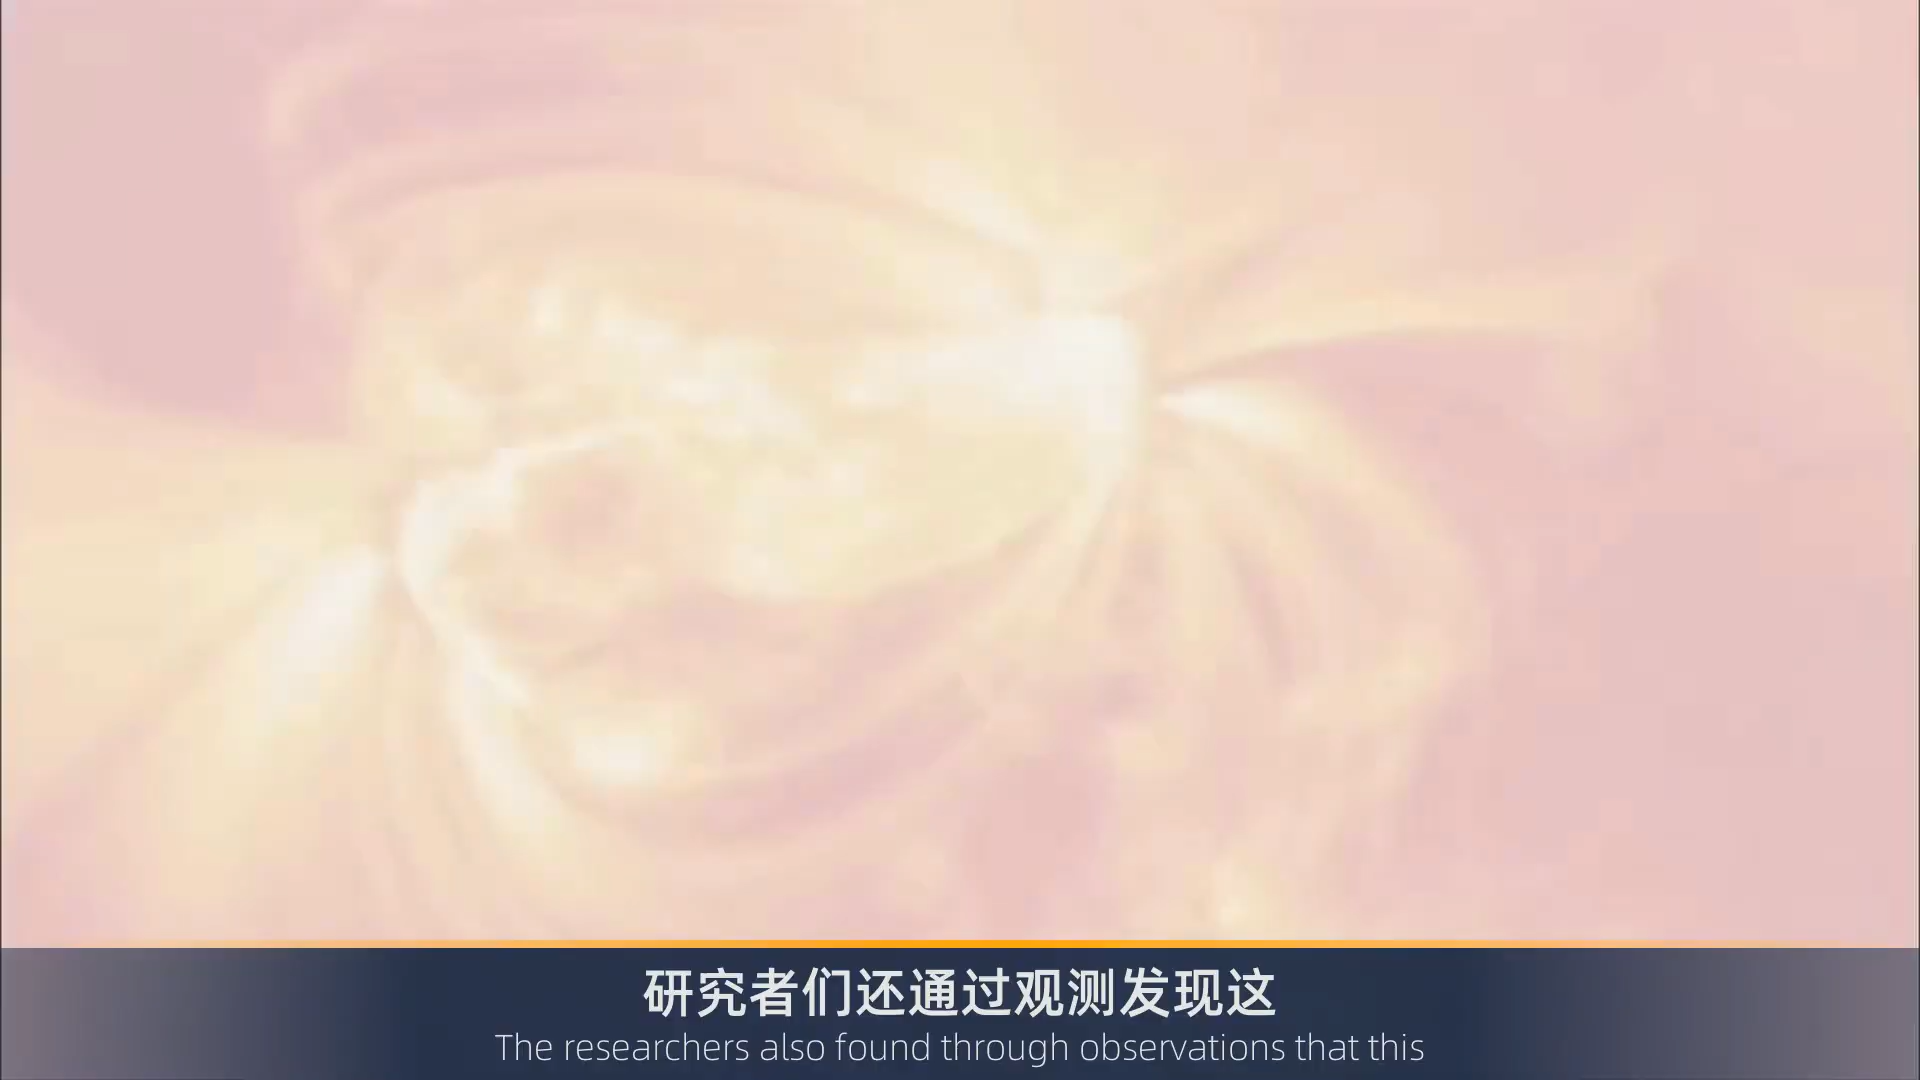 研究者们还通过观测发现这
The researchers also found through observations that this